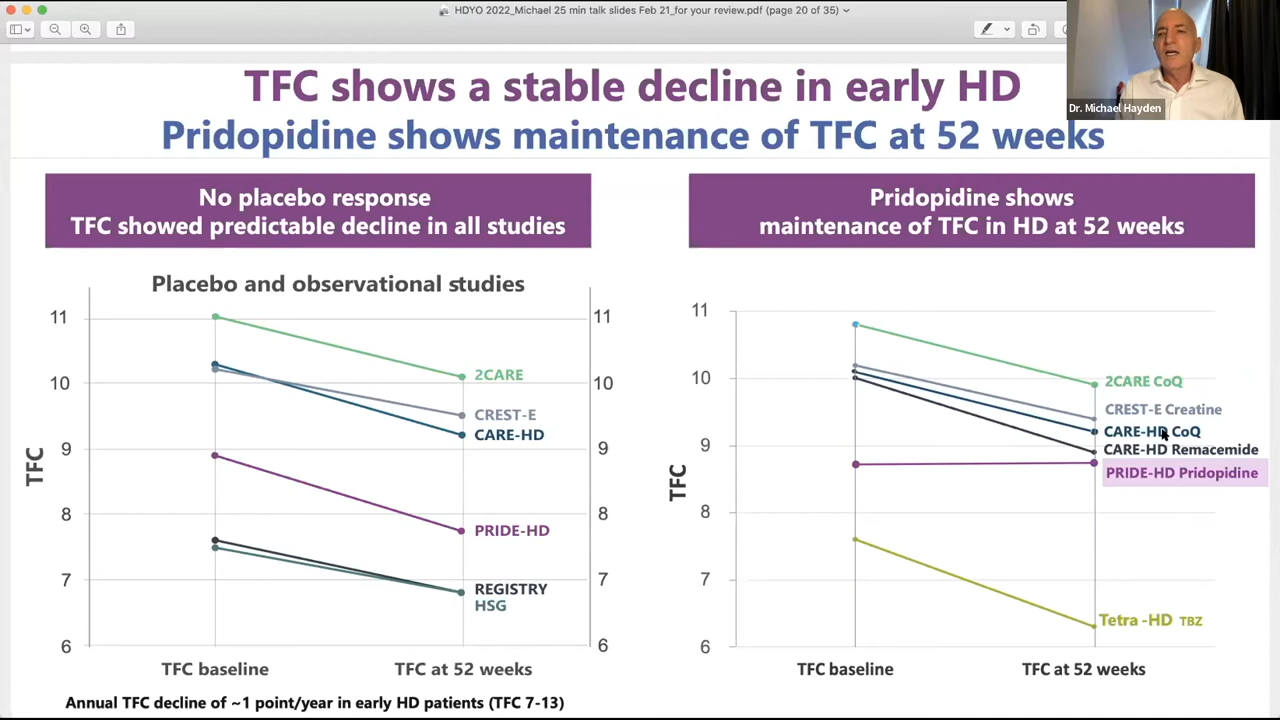 HDYO 2022_Michael 25 min talk slides Feb 21_for your review.pdf (page 20 of 35)
Dr. Michael Hayden
TFC shows a stable decline in early HD
Pridopidine shows maintenance of TFC at 52 weeks
No placebo response
TFC showed predictable decline in all studies
Placebo and observational studies
11
10
9
8
7
6
TFC
11
10
9
8
7
6
2CARE
CREST-E
CARE-HD
PRIDE-HD
REGISTRY
HSG
TFC baseline
TFC at 52 weeks
Annual TFC decline of ~1 point/year in early HD patients (TFC 7-13)
Pridopidine shows
maintenance of TFC in HD at 52 weeks
11
10
9
8
7
6
TFC
2CARE CoQ
CREST-E Creatine
CARE-HD CoQ
CARE-HD Remacemide
PRIDE-HD Pridopidine
Tetra -HD TBZ
TFC baseline
TFC at 52 weeks